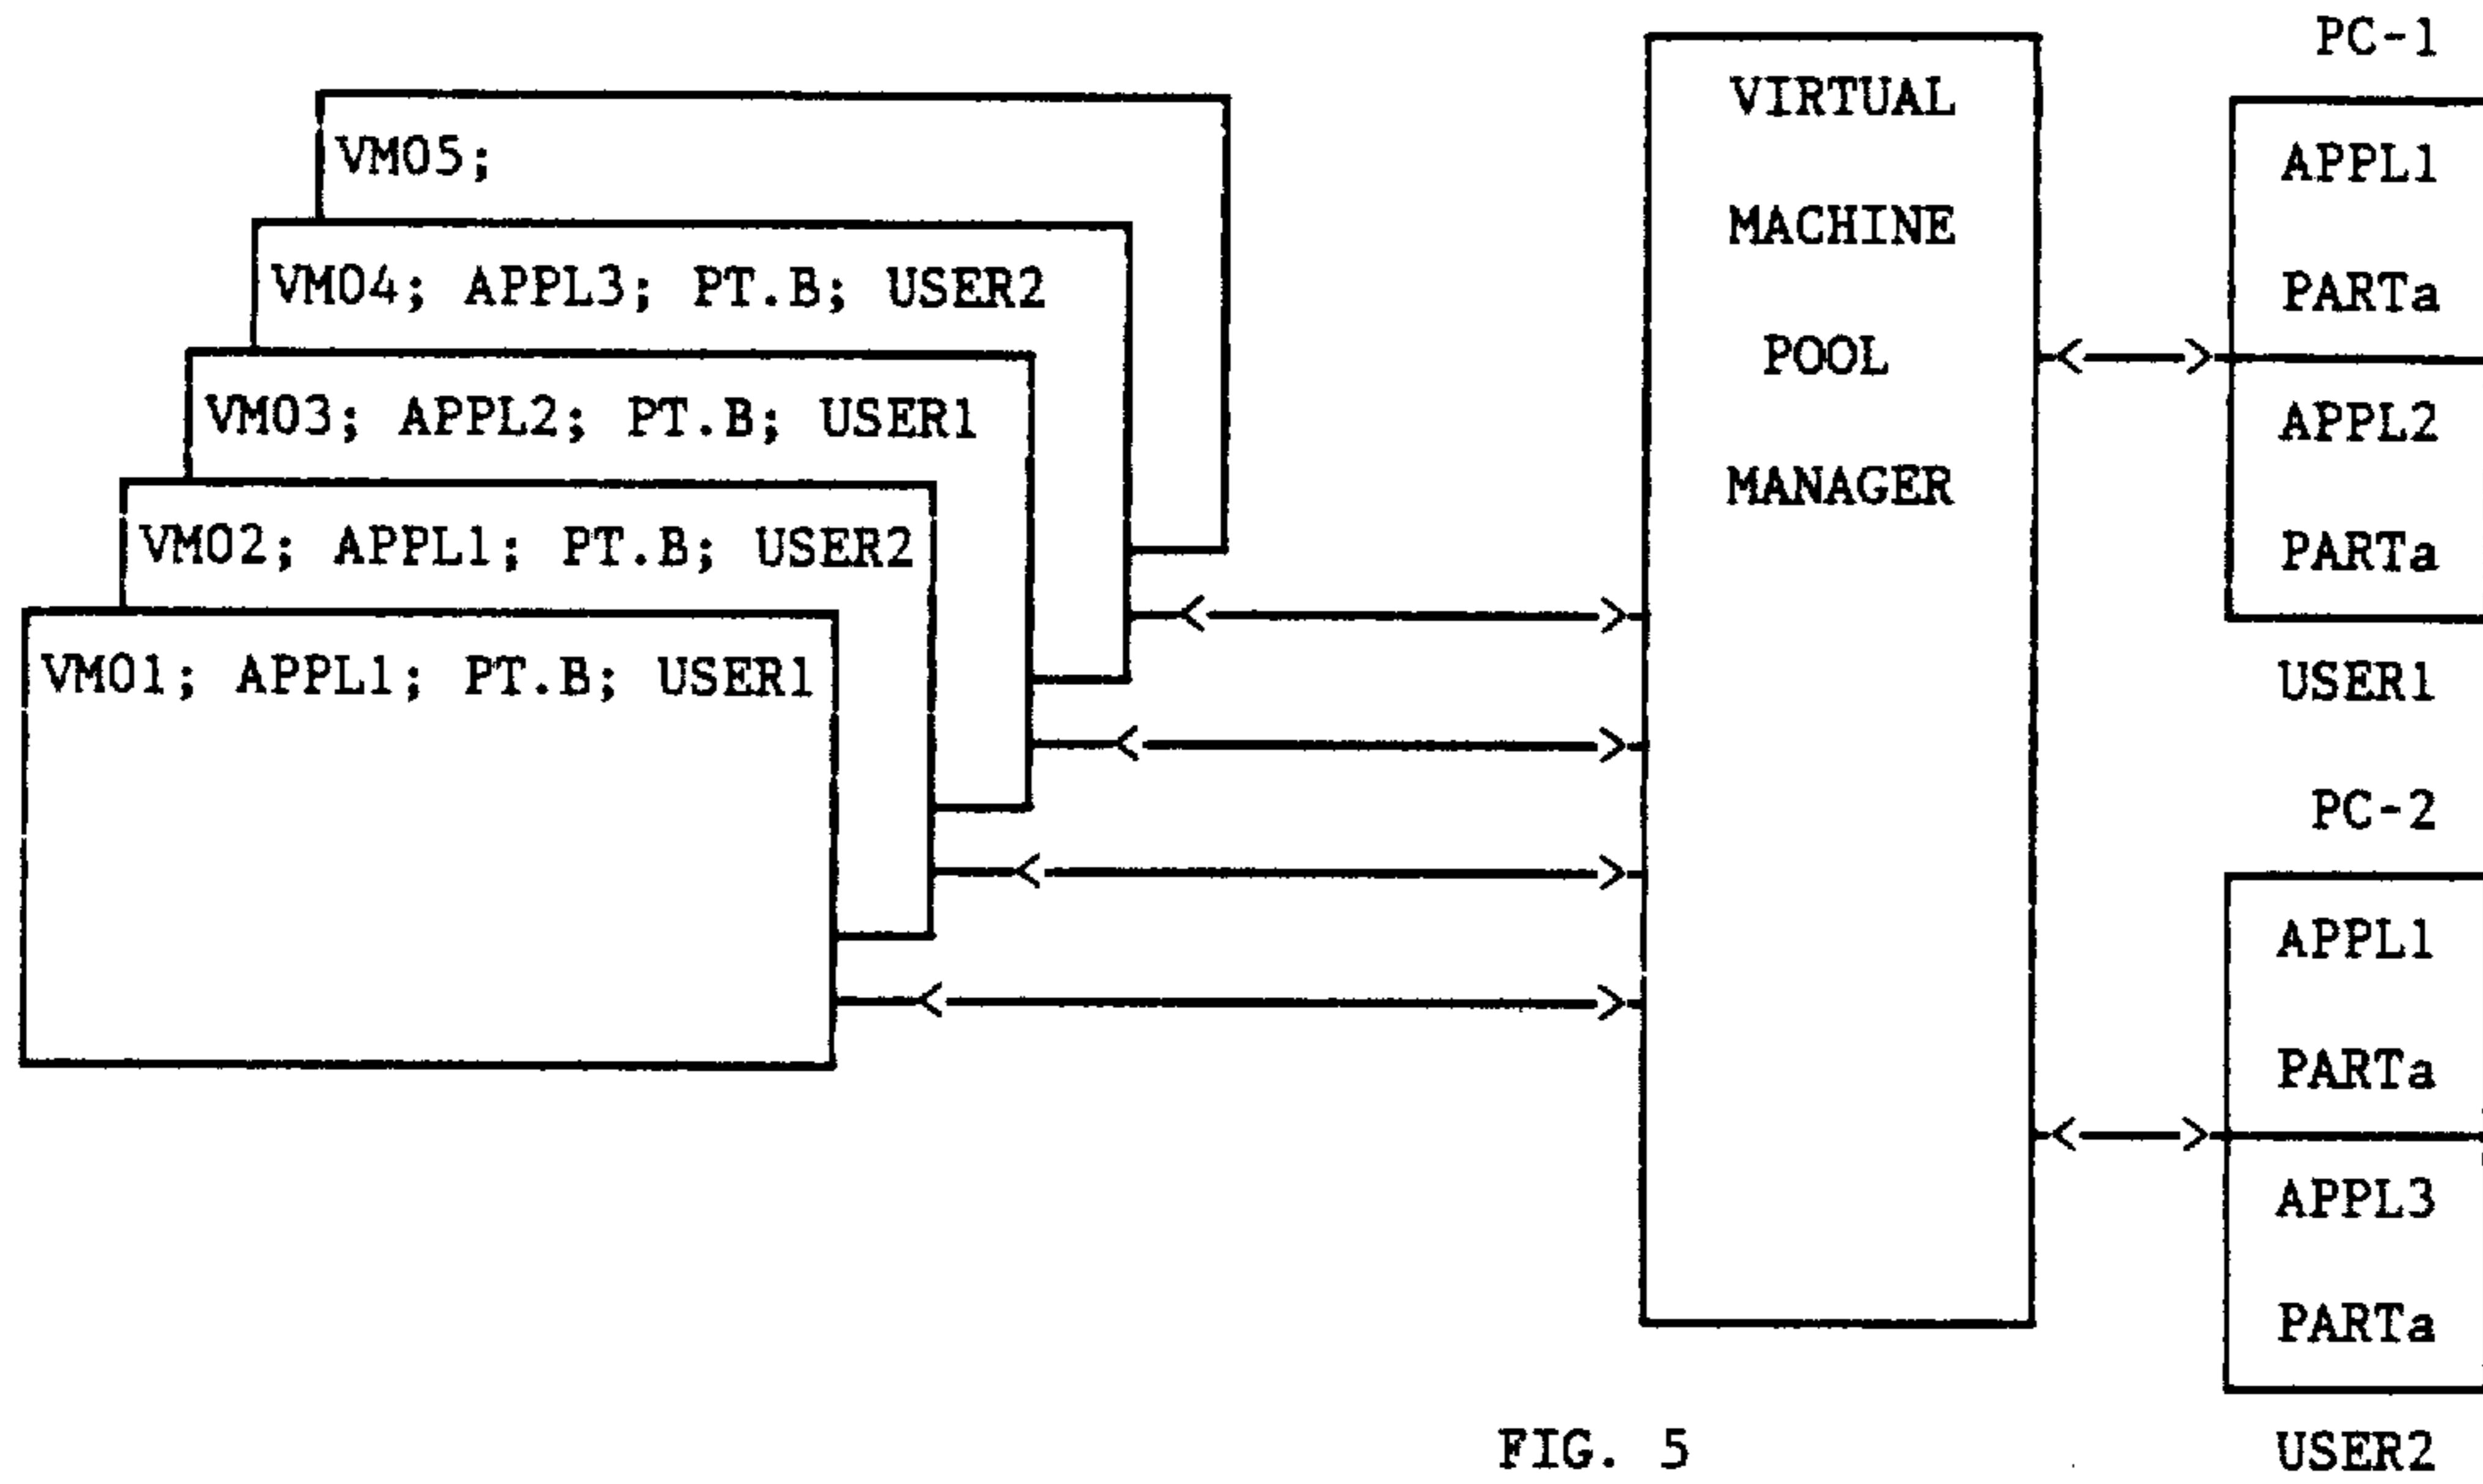 VM05;
VM04; APPL3; PT.B; USER2
VM03; APPL2; PT.B; USER1
VM02; APPL1; PT.B; USER2
VM01; APPL1; PT.B; USER1
VIRTUAL
MACHINE
POOL
MANAGER
PC-1
APPL1
PARTa
APPL2
PARTa
USER1
PC-2
APPL1
PARTa
APPL3
PARTa
USER2
FIG. 5